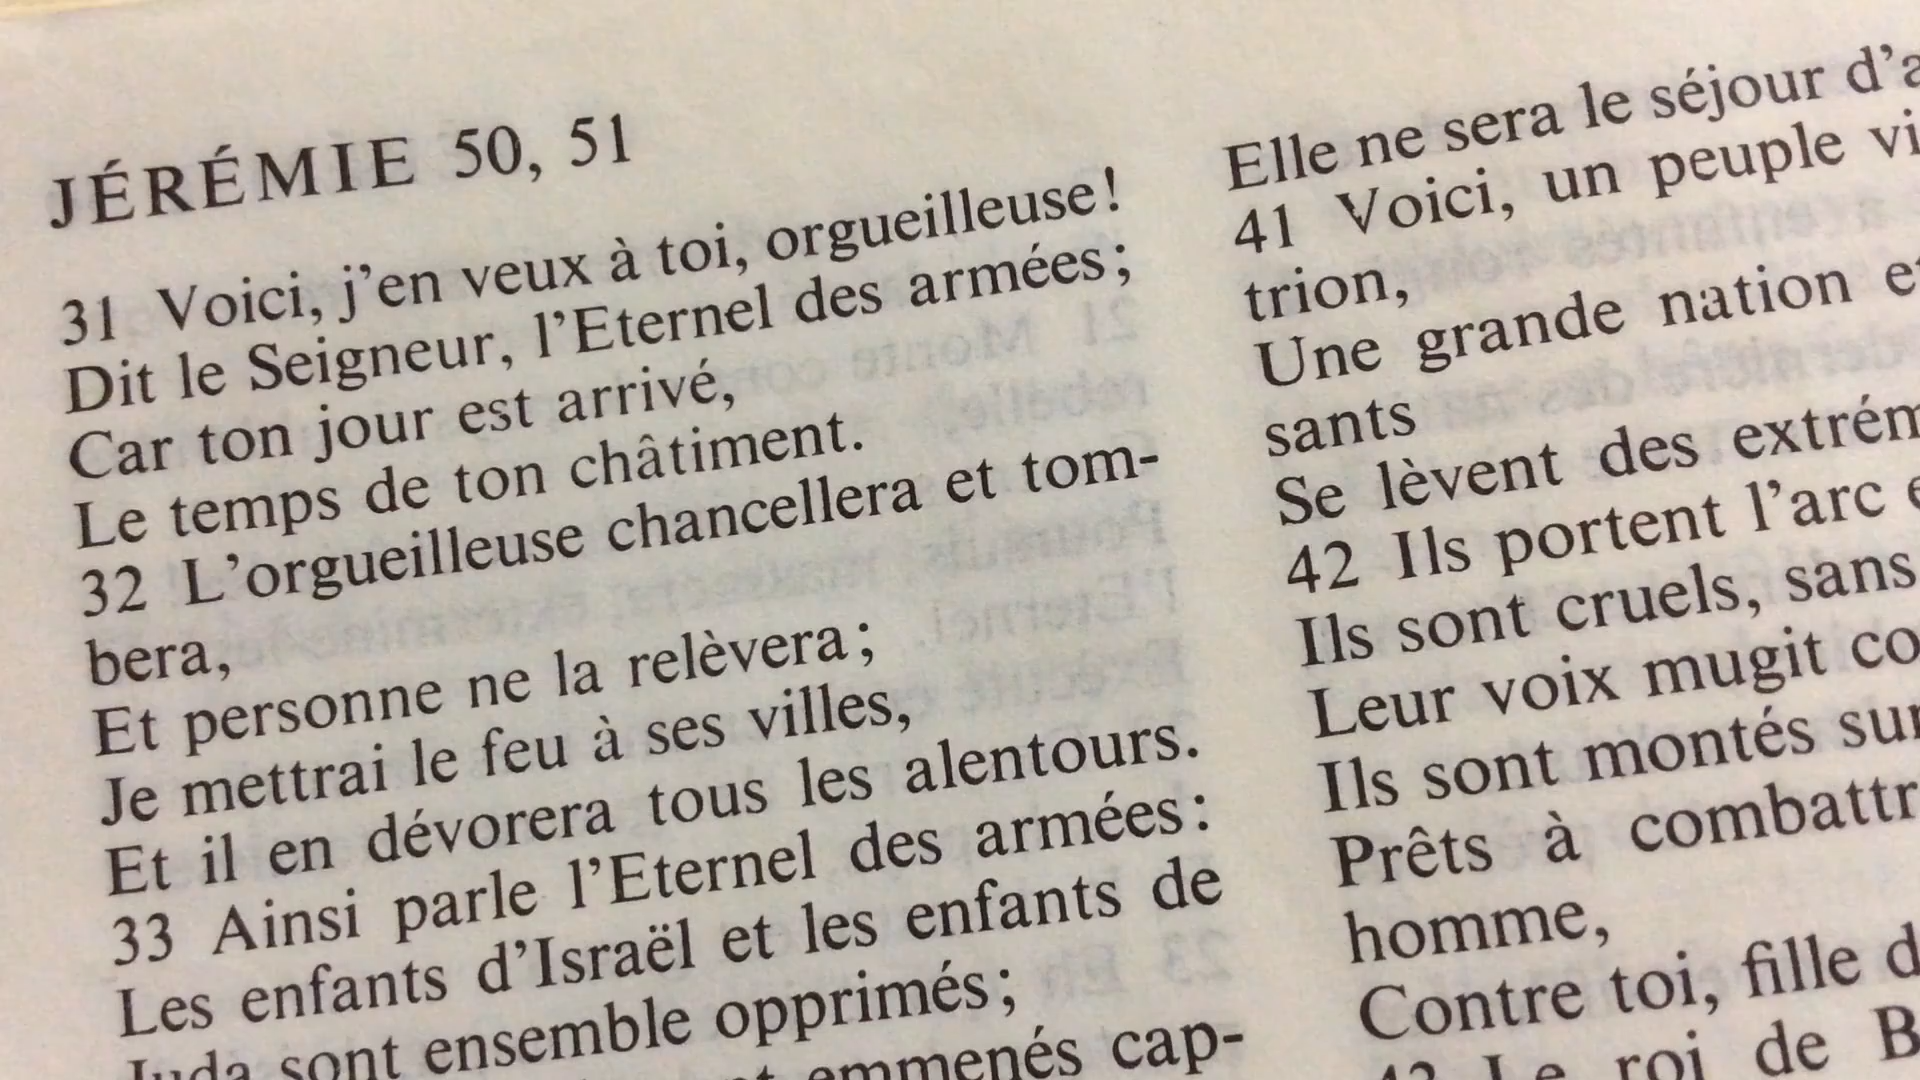 JÉRÉMIE 50, 51
31 Voici, j'en veux à toi, orgueilleuse!
Dit le Seigneur, l'Eternel des armées;
Car ton jour est arrivé,
Le temps de ton châtiment.
32 L'orgueilleuse chancellera et tom-
bera,
Et personne ne la relèvera;
Je mettrai le feu à ses villes,
Et il en dévorera tous les alentours.
33 Ainsi parle l'Eternel des armées:
Les enfants d'Israël et les enfants de
Juda sont ensemble opprimés;
emmenés cap-
Elle ne sera le séjour
41 Voici, un peuple
trion,
Une grande nation
sants
Se lèvent des
42 Ils portent l'arc
Ils sont cruels, sans
Leur voix mugit
Ils sont montés
Prêts à
homme,
Contre toi, fille
43 Le roi de